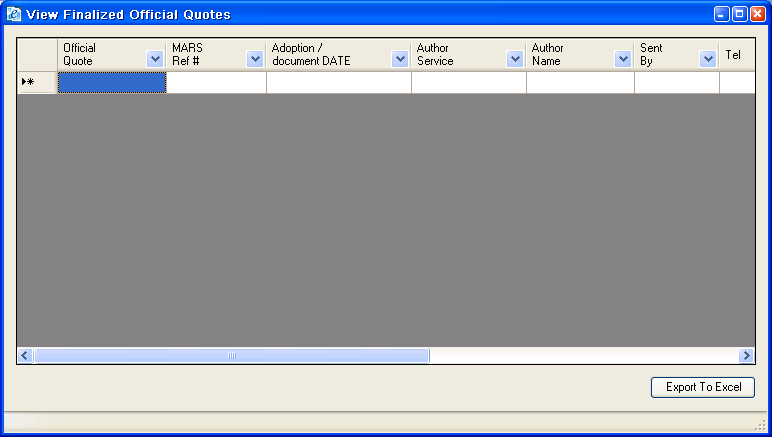 View Finalized Official Quotes
Official Quote
MARS Ref #
Adoption / document DATE
Author Service
Author Name
Sent By
Tel
Export To Excel